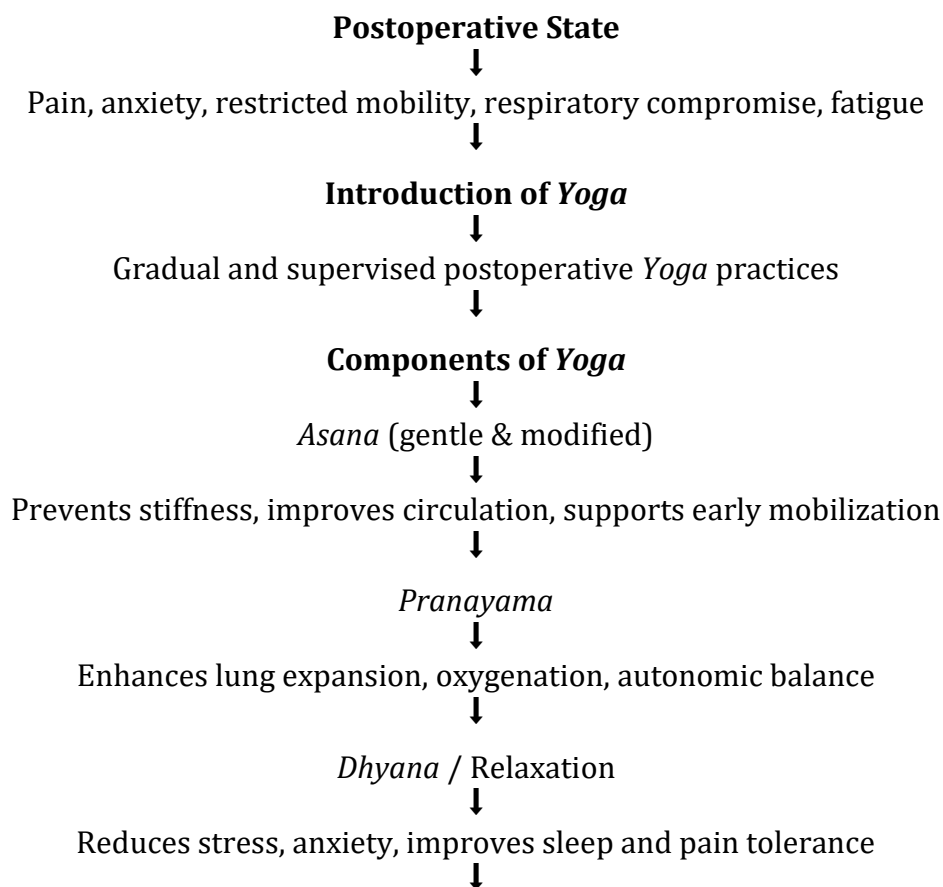 Postoperative State
Pain, anxiety, restricted mobility, respiratory compromise, fatigue
Introduction of Yoga
Gradual and supervised postoperative Yoga practices
Components of Yoga
Asana (gentle & modified)
Prevents stiffness, improves circulation, supports early mobilization
Pranayama
Enhances lung expansion, oxygenation, autonomic balance
Dhyana / Relaxation
Reduces stress, anxiety, improves sleep and pain tolerance